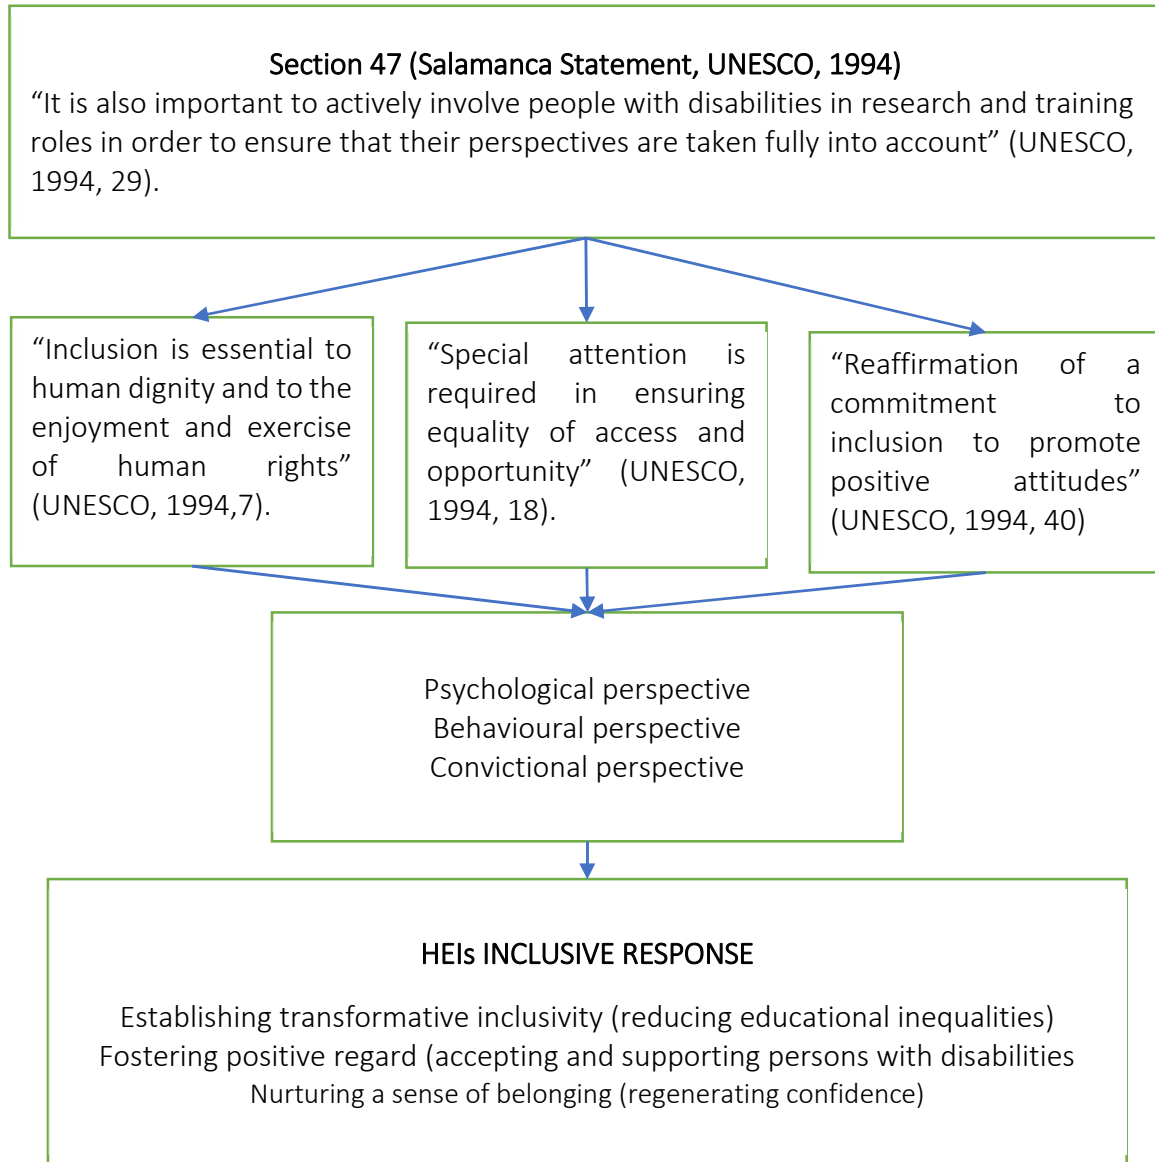 Section 47 (Salamanca Statement, UNESCO, 1994)
“It is also important to actively involve people with disabilities in research and training
roles in order to ensure that their perspectives are taken fully into account” (UNESCO,
1994, 29).
“Inclusion is essential to
human dignity and to the
enjoyment and exercise
of human rights”
(UNESCO, 1994,7).
“Special attention is
required in ensuring
equality of access and
opportunity” (UNESCO,
1994, 18).
“Reaffirmation of a
commitment to
inclusion to promote
positive attitudes”
(UNESCO, 1994, 40)
Psychological perspective
Behavioural perspective
Convictional perspective
HEIs INCLUSIVE RESPONSE
Establishing transformative inclusivity (reducing educational inequalities)
Fostering positive regard (accepting and supporting persons with disabilities
Nurturing a sense of belonging (regenerating confidence)